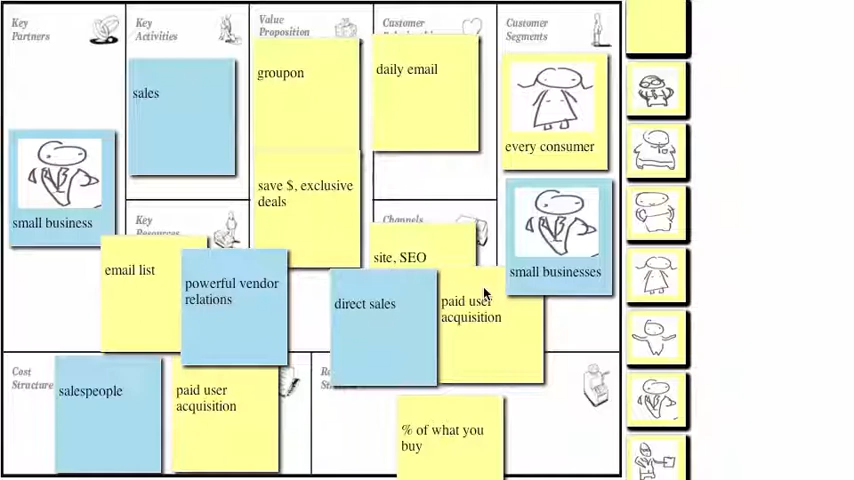 Key
Partners
Key
Activities
Value
Proposition
Customer
Customer
Segments
groupon
daily email
sales
every consumer
save $, exclusive
deals
small business
Key
Channels
site, SEO
small businesses
email list
powerful vendor
relations
direct sales
paid user
acquisition
Cost
Structure
salespeople
paid user
acquisition
% of what you
buy